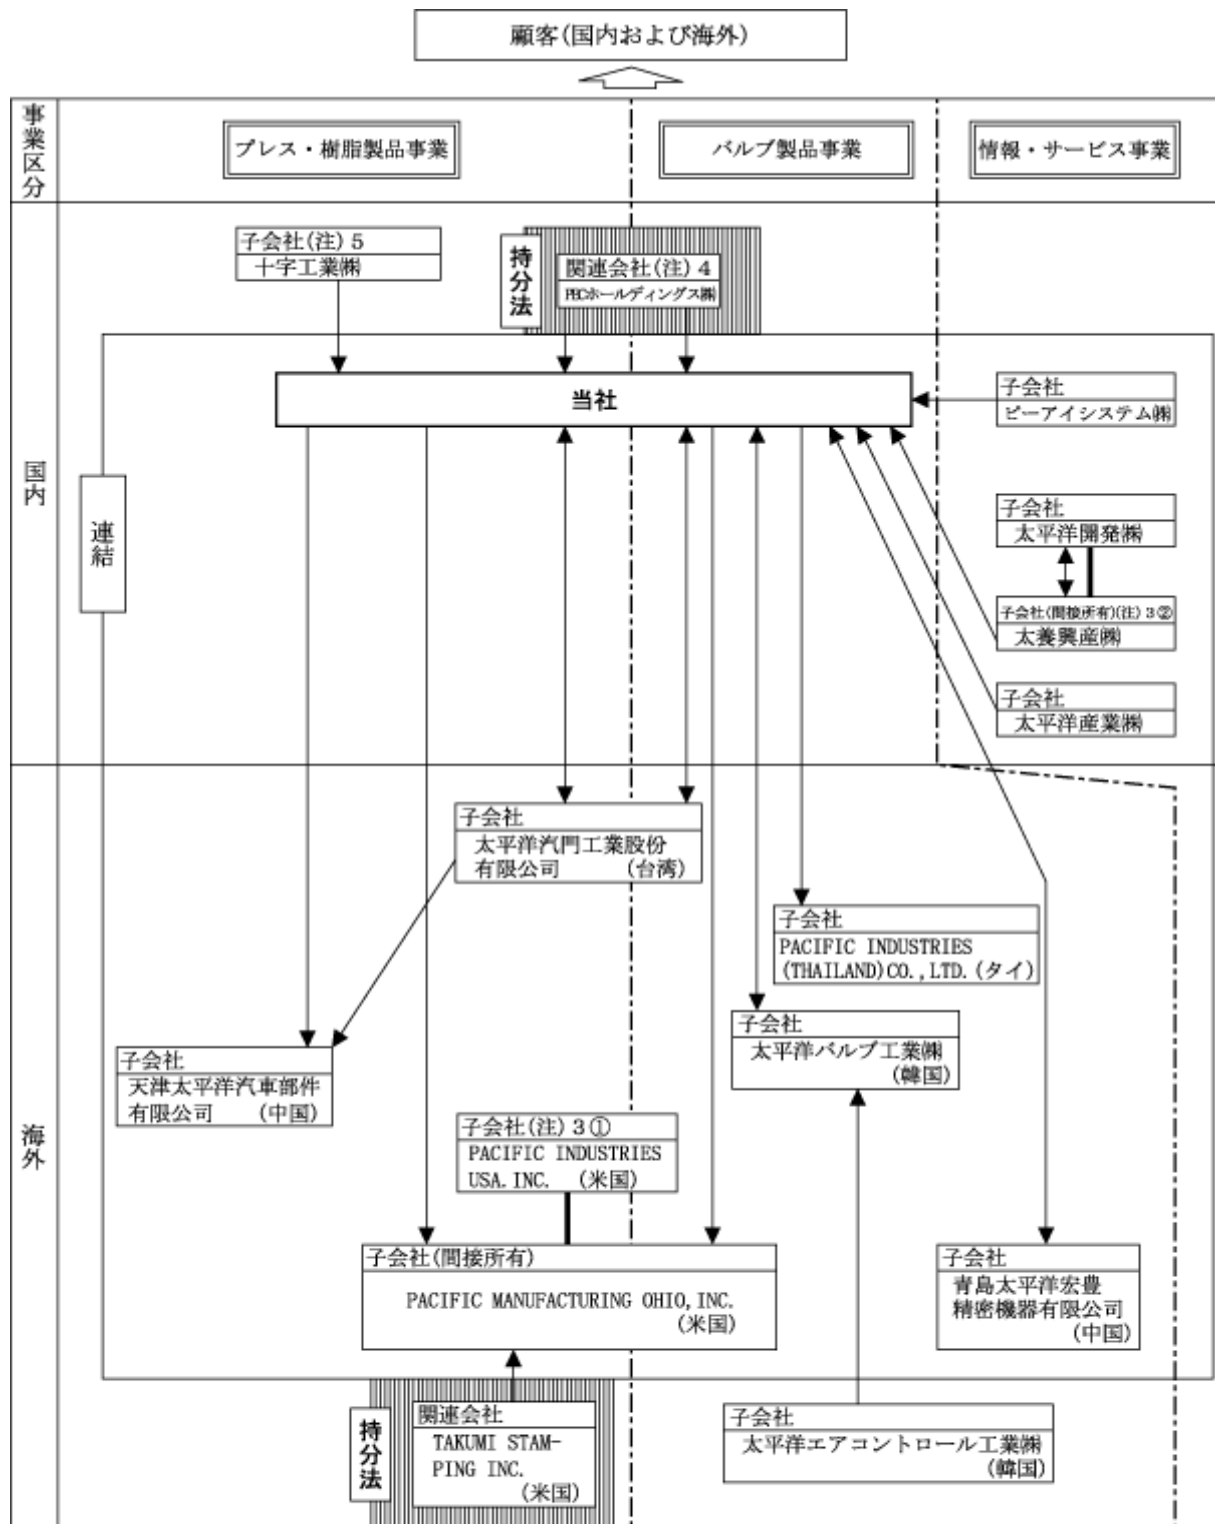 顧客(国内および海外)
事業区分
プレス・樹脂製品事業
バルブ製品事業
情報・サービス事業
国内
子会社(注)5
十字工業㈱
持分法
関連会社(注)4
PECホールディングス㈱
連結
当社
子会社
ピーアイシステム㈱
子会社
太平洋開発㈱
子会社(間接所有)(注)3②
太養興産㈱
子会社
太平洋産業㈱
海外
子会社
太平洋汽門工業股份
有限公司 (台湾)
子会社
PACIFIC INDUSTRIES
(THAILAND)CO.,LTD.(タイ)
子会社
太平洋バルブ工業㈱
(韓国)
子会社
天津太平洋汽車部件
有限公司 (中国)
子会社(注)3①
PACIFIC INDUSTRIES
USA.INC. (米国)
子会社(間接所有)
PACIFIC MANUFACTURING OHIO,INC.
(米国)
子会社
青島太平洋宏豊
精密機器有限公司
(中国)
持分法
関連会社
TAKUMI STAM-
PING INC.
(米国)
子会社
太平洋エアコントロール工業㈱
(韓国)